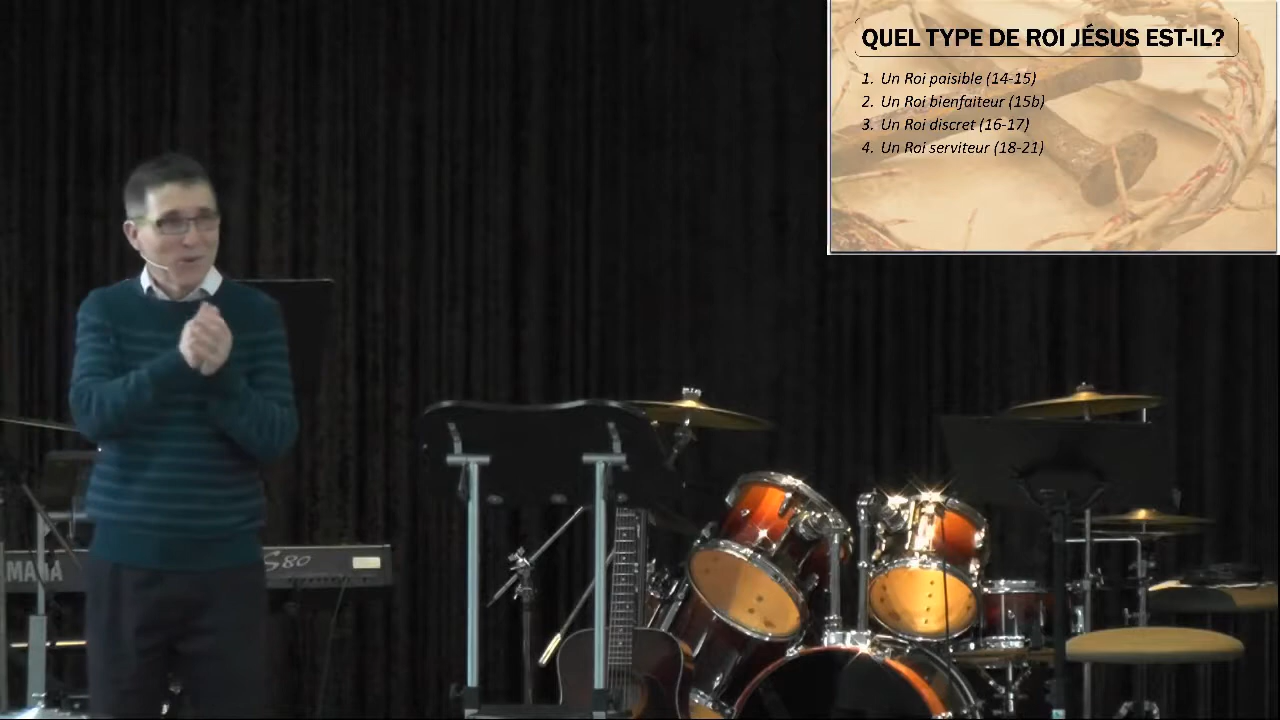 QUEL TYPE DE ROI JÉSUS EST-IL?
1. Un Roi paisible (14-15)
2. Un Roi bienfaiteur (15b)
3. Un Roi discret (16-17)
4. Un Roi serviteur (18-21)
AMAHA S80